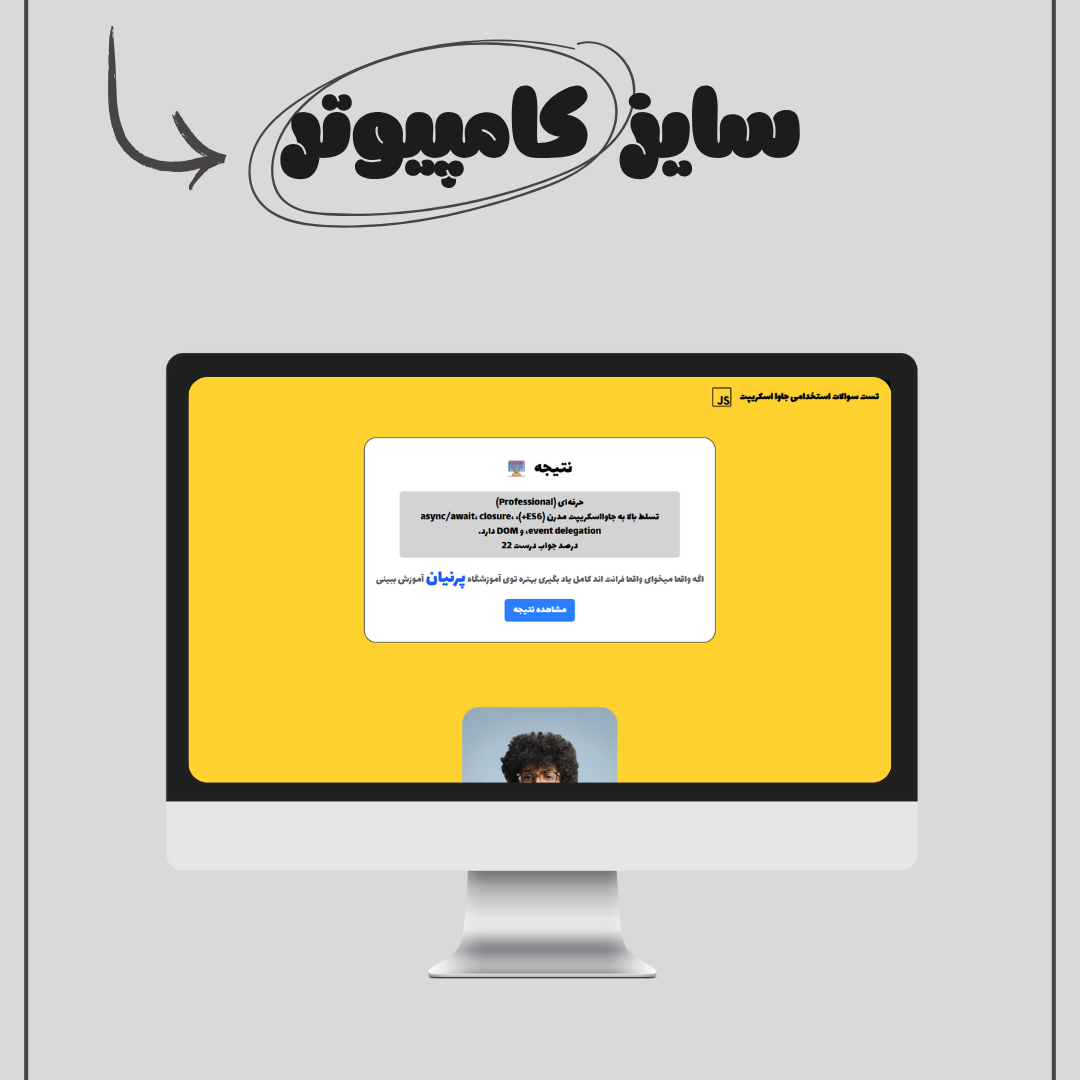 سایز کامپیوتر
تست سوالات استخدامی جاوا اسکریپت
JS
نتیجه
حرفه‌ای (Professional)
تسلط بالا به جاوااسکریپت مدرن (ES6+)، async/await، closure،
event delegation، و DOM دارد.
درصد جواب درست 22
اگه واقعا میخوای واقعا فرانت اند کامل یاد بگیری بهتره توی آموزشگاه پرنیان آموزش ببینی
مشاهده نتیجه